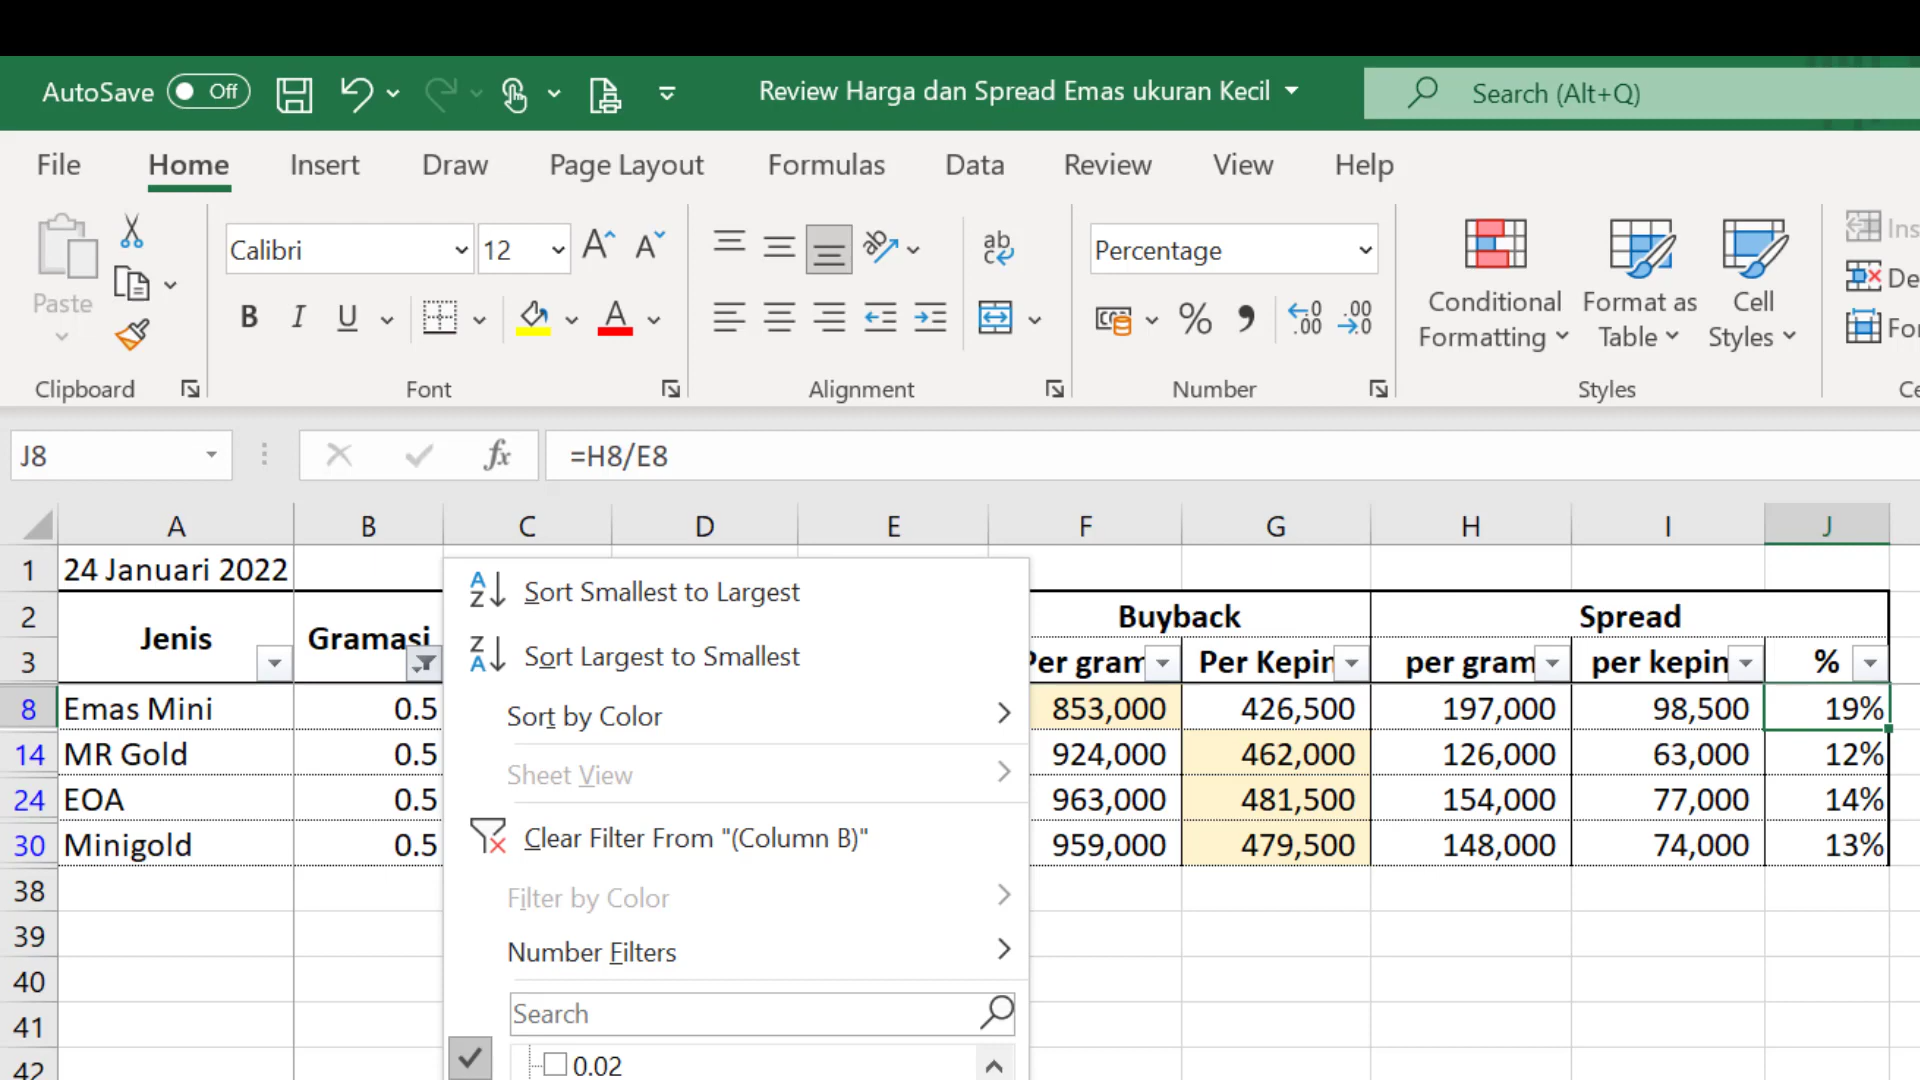 AutoSave Off Review Harga dan Spread Emas ukuran Kecil Search (Alt+Q)
File Home Insert Draw Page Layout Formulas Data Review View Help
Calibri 12 Percentage
Paste
B I U
Conditional Formatting Format as Table Cell Styles
Clipboard Font Alignment Number Styles
J8 fx =H8/E8
A B C D E F G H I J
1 24 Januari 2022
2 Buyback Spread
Jenis Gramasi
3 Per gram Per Kepin per gram per kepin %
8 Emas Mini 0.5 853,000 426,500 197,000 98,500 19%
14 MR Gold 0.5 924,000 462,000 126,000 63,000 12%
24 EOA 0.5 963,000 481,500 154,000 77,000 14%
30 Minigold 0.5 959,000 479,500 148,000 74,000 13%
38
39
40
41
42
Sort Smallest to Largest
Sort Largest to Smallest
Sort by Color
Sheet View
Clear Filter From "(Column B)"
Filter by Color
Number Filters
Search
0.02